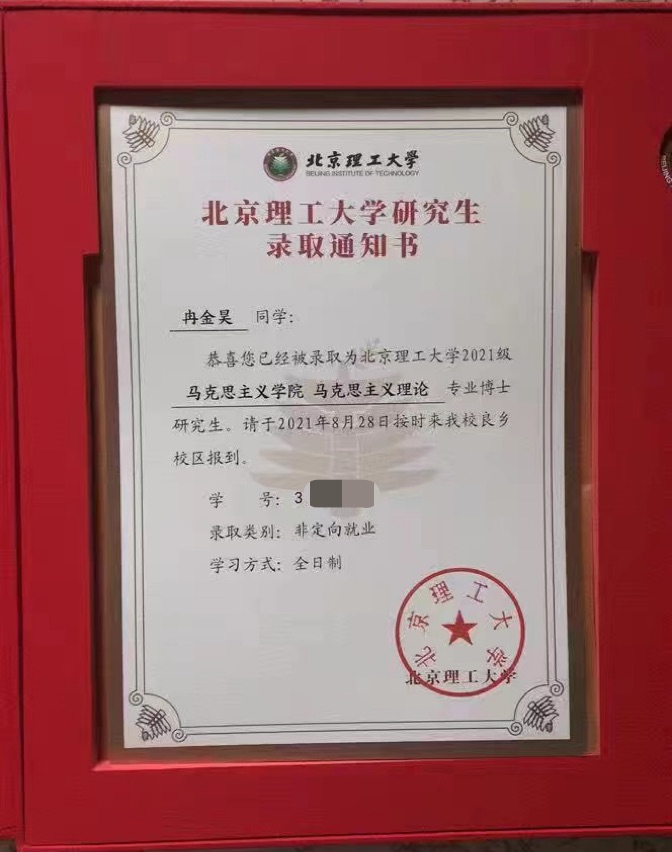 北京理工大学
BEIJING INSTITUTE OF TECHNOLOGY
北京理工大学研究生
录取通知书
冉金昊 同学：
恭喜您已经被录取为北京理工大学2021级
马克思主义学院 马克思主义理论 专业博士
研究生。请于2021年8月28日按时来我校良乡
校区报到。
学 号：3
录取类别：非定向就业
学习方式：全日制
北京理工大学
北京理工大学
BEIJING